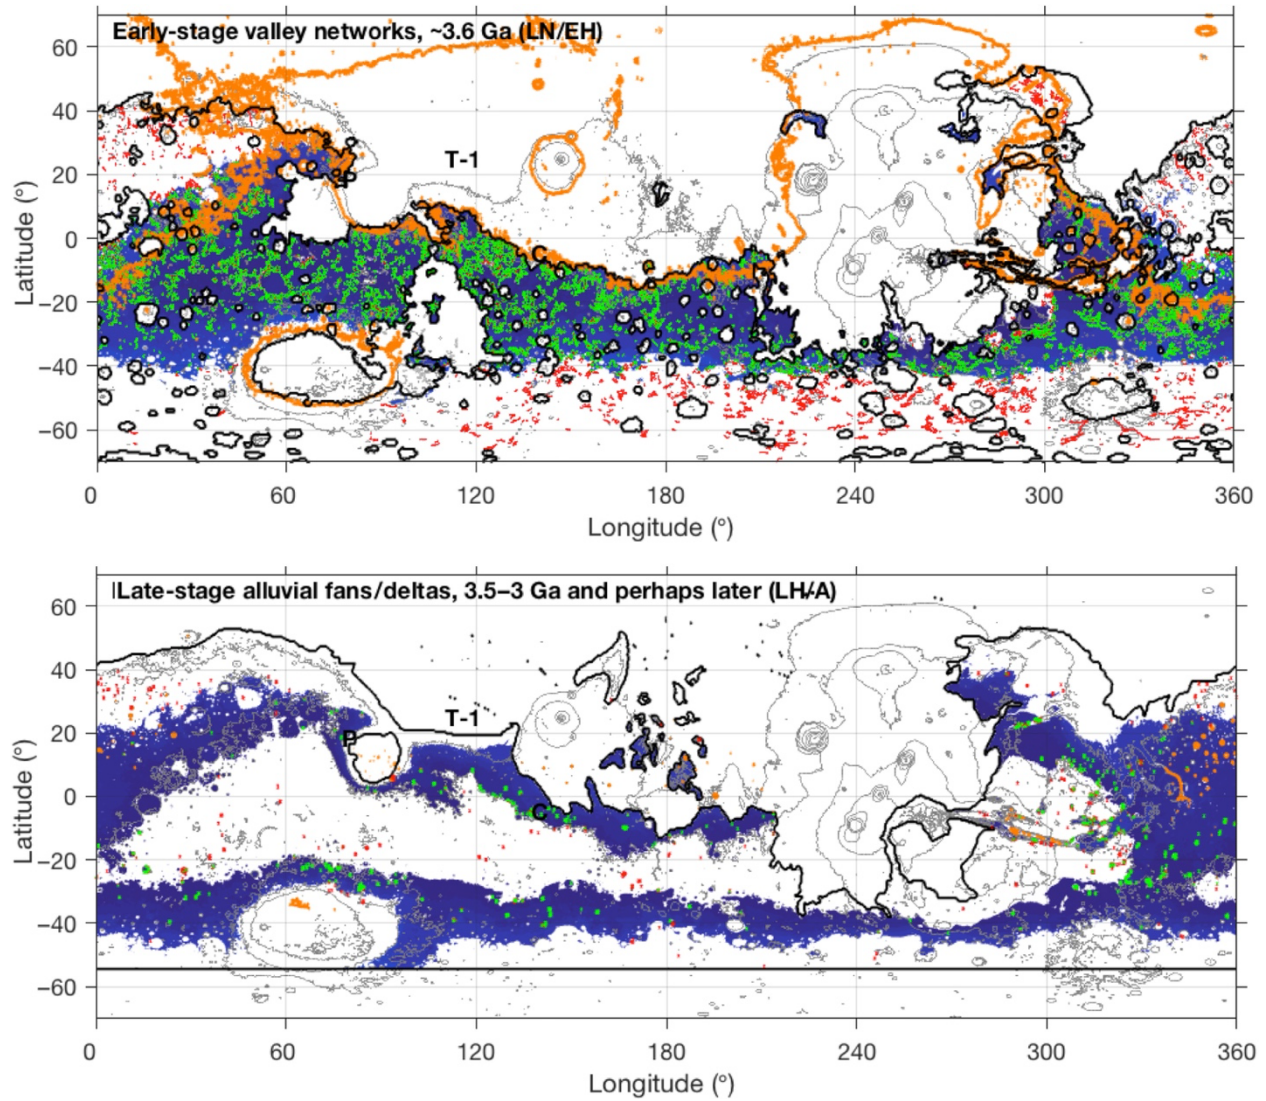 Early-stage valley networks, ~3.6 Ga (LN/EH)
60
40
20
0
−20
−40
−60
Latitude (°)
T-1
C
0 60 120 180 240 300 360
Longitude (°)
|Late-stage alluvial fans/deltas, 3.5–3 Ga and perhaps later (LH/A)
60
40
20
0
−20
−40
−60
Latitude (°)
T-1
P
C
0 60 120 180 240 300 360
Longitude (°)